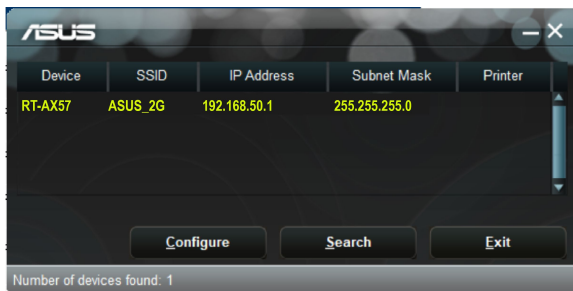 ASUS
Device SSID IP Address Subnet Mask Printer
RT-AX57 ASUS_2G 192.168.50.1 255.255.255.0
Configure Search Exit
Number of devices found: 1